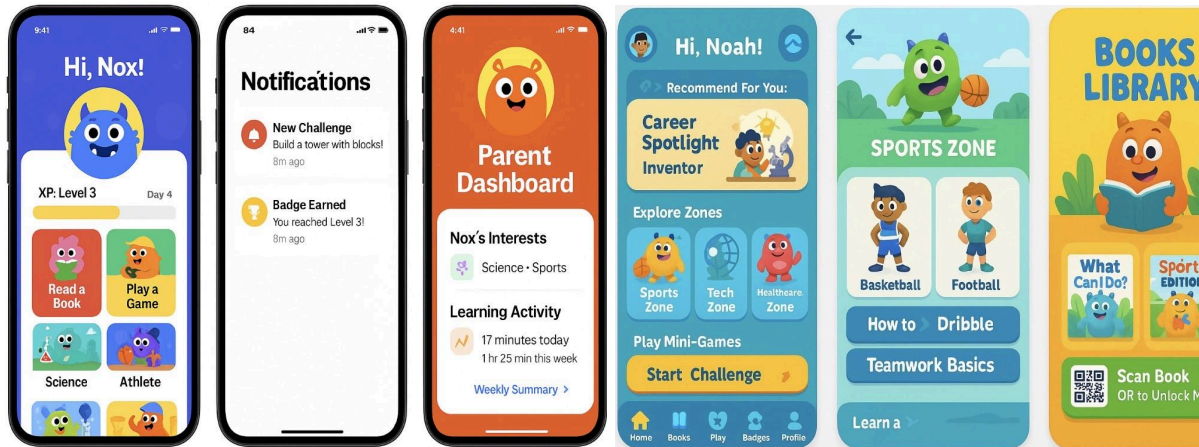 9:41
Hi, Nox!
XP: Level 3
Day 4
Read a
Book
Play a
Game
Science
Athlete
84
Notifications
New Challenge
Build a tower with blocks!
8m ago
Badge Earned
You reached Level 3!
8m ago
4:41
Parent
Dashboard
Nox's Interests
Science • Sports
Learning Activity
17 minutes today
1 hr 25 min this week
Weekly Summary >
Hi, Noah!
Recommend For You:
Career
Spotlight
Inventor
Explore Zones
Sports
Zone
Tech
Zone
Healthcare
Zone
Play Mini-Games
Start Challenge
Home
Books
Play
Badges
Profile
SPORTS ZONE
Basketball
Football
How to > Dribble
Teamwork Basics
Learn a
BOOKS
LIBRARY
What
Can I Do?
Sport
EDITION
Scan Book
OR to Unlock M